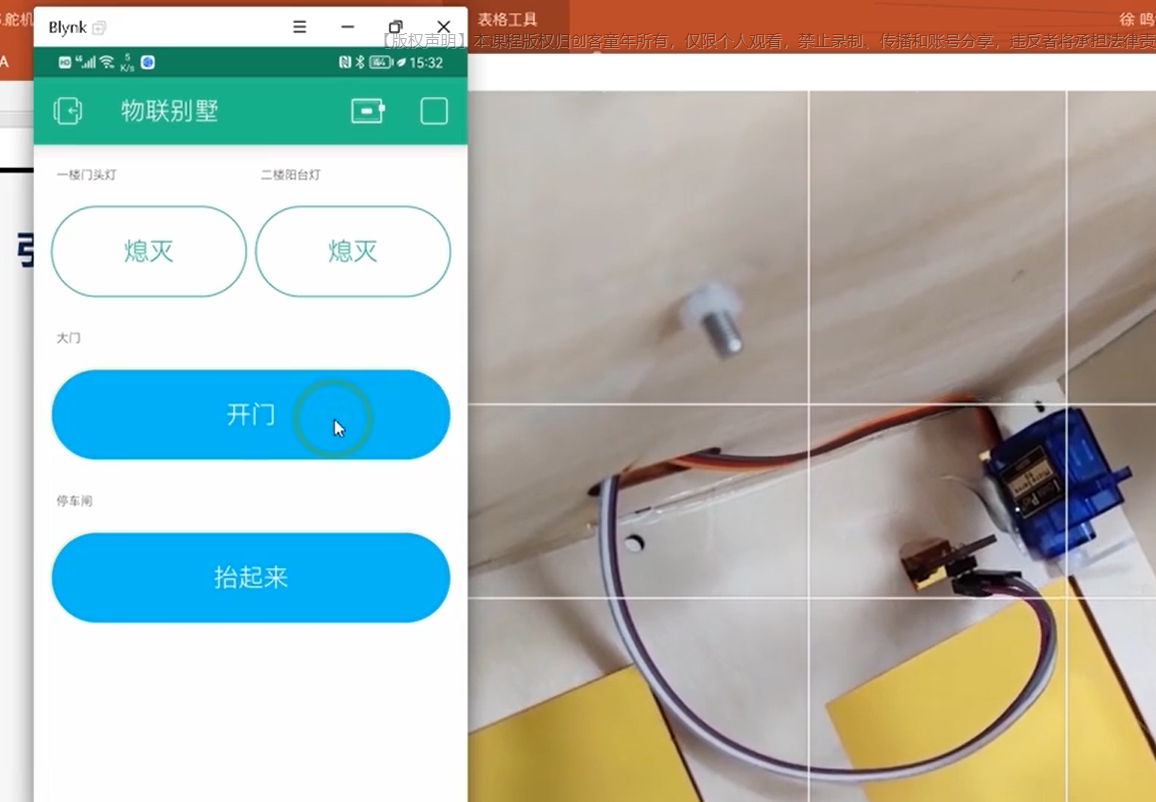 .舵机
Blynk
表格工具
徐 鸣
【版权声明】本课程版权归创客童年所有，仅限个人观看，禁止录制、传播和账号分享，违反者将承担法律责
A
HD
5
K/s
15:32
物联别墅
一楼门头灯
二楼阳台灯
熄灭
熄灭
大门
开门
停车闸
抬起来